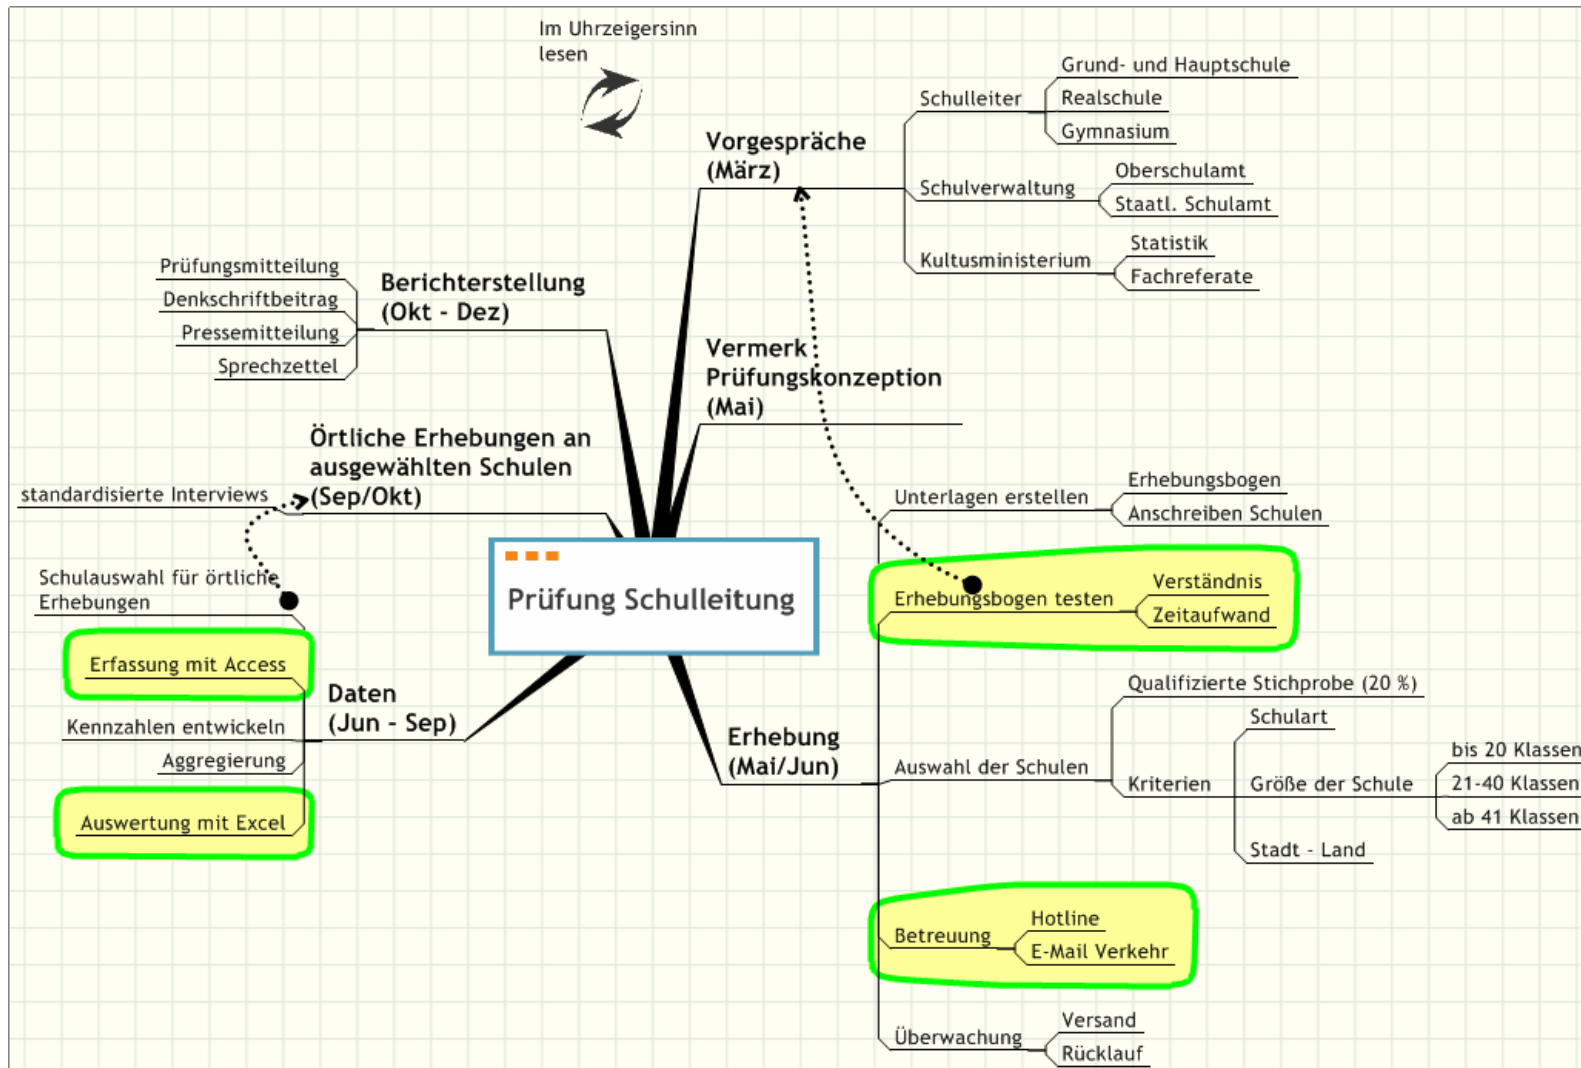 Im Uhrzeigersinn
lesen
Vorgespräche
(März)
Schulleiter
Grund- und Hauptschule
Realschule
Gymnasium
Schulverwaltung
Oberschulamt
Staatl. Schulamt
Kultusministerium
Statistik
Fachreferate
Vermerk
Prüfungskonzeption
(Mai)
Prüfung Schulleitung
Erhebung
(Mai/Jun)
Unterlagen erstellen
Erhebungsbogen
Anschreiben Schulen
Erhebungsbogen testen
Verständnis
Zeitaufwand
Auswahl der Schulen
Qualifizierte Stichprobe (20 %)
Kriterien
Schulart
Größe der Schule
bis 20 Klassen
21-40 Klassen
ab 41 Klassen
Stadt - Land
Betreuung
Hotline
E-Mail Verkehr
Überwachung
Versand
Rücklauf
Daten
(Jun - Sep)
Schulauswahl für örtliche
Erhebungen
Erfassung mit Access
Kennzahlen entwickeln
Aggregierung
Auswertung mit Excel
Örtliche Erhebungen an
ausgewählten Schulen
(Sep/Okt)
standardisierte Interviews
Berichterstellung
(Okt - Dez)
Prüfungsmitteilung
Denkschriftbeitrag
Pressemitteilung
Sprechzettel